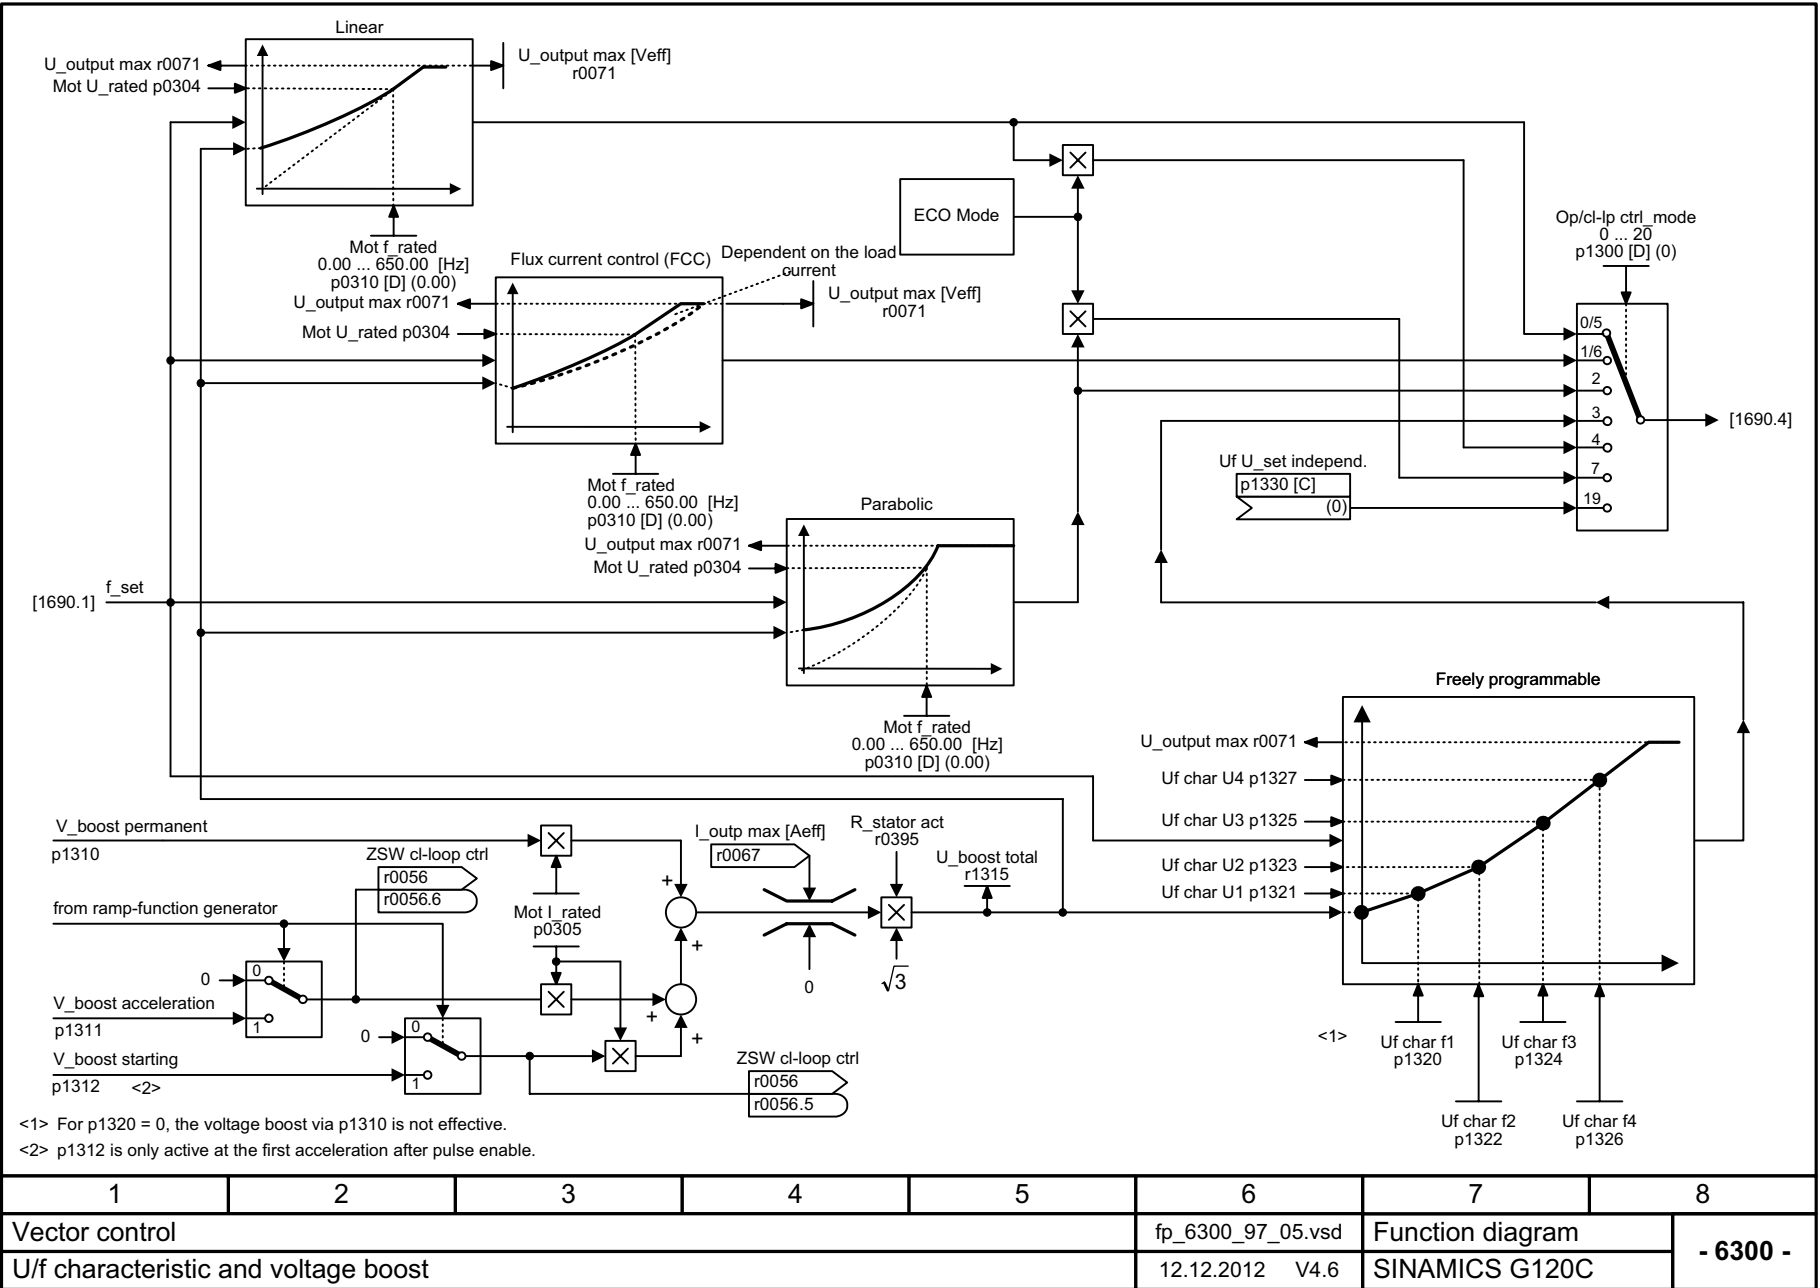 Linear
U_output max r0071
Mot U_rated p0304
U_output max [Veff]
r0071
Mot f_rated
0.00 ... 650.00 [Hz]
p0310 [D] (0.00)
Flux current control (FCC)
Dependent on the load
current
U_output max r0071
Mot U_rated p0304
U_output max [Veff]
r0071
Mot f_rated
0.00 ... 650.00 [Hz]
p0310 [D] (0.00)
ECO Mode
Op/cl-lp ctrl_mode
0 ... 20
p1300 [D] (0)
0/5
1/6
2
3
4
7
19
[1690.4]
Uf U_set independ.
p1330 [C]
(0)
Parabolic
U_output max r0071
Mot U_rated p0304
Mot f_rated
0.00 ... 650.00 [Hz]
p0310 [D] (0.00)
[1690.1]
f_set
Freely programmable
U_output max r0071
Uf char U4 p1327
Uf char U3 p1325
Uf char U2 p1323
Uf char U1 p1321
<1>
Uf char f1
p1320
Uf char f3
p1324
Uf char f2
p1322
Uf char f4
p1326
V_boost permanent
p1310
ZSW cl-loop ctrl
r0056
r0056.6
from ramp-function generator
Mot I_rated
p0305
I_outp max [Aeff]
r0067
R_stator act
r0395
U_boost total
r1315
+
+
+
+
0
√3
0
0
1
V_boost acceleration
p1311
0
0
1
V_boost starting
p1312 <2>
ZSW cl-loop ctrl
r0056
r0056.5
<1> For p1320 = 0, the voltage boost via p1310 is not effective.
<2> p1312 is only active at the first acceleration after pulse enable.
1 2 3 4 5 6 7 8
Vector control
fp_6300_97_05.vsd
Function diagram
- 6300 -
U/f characteristic and voltage boost
12.12.2012 V4.6
SINAMICS G120C